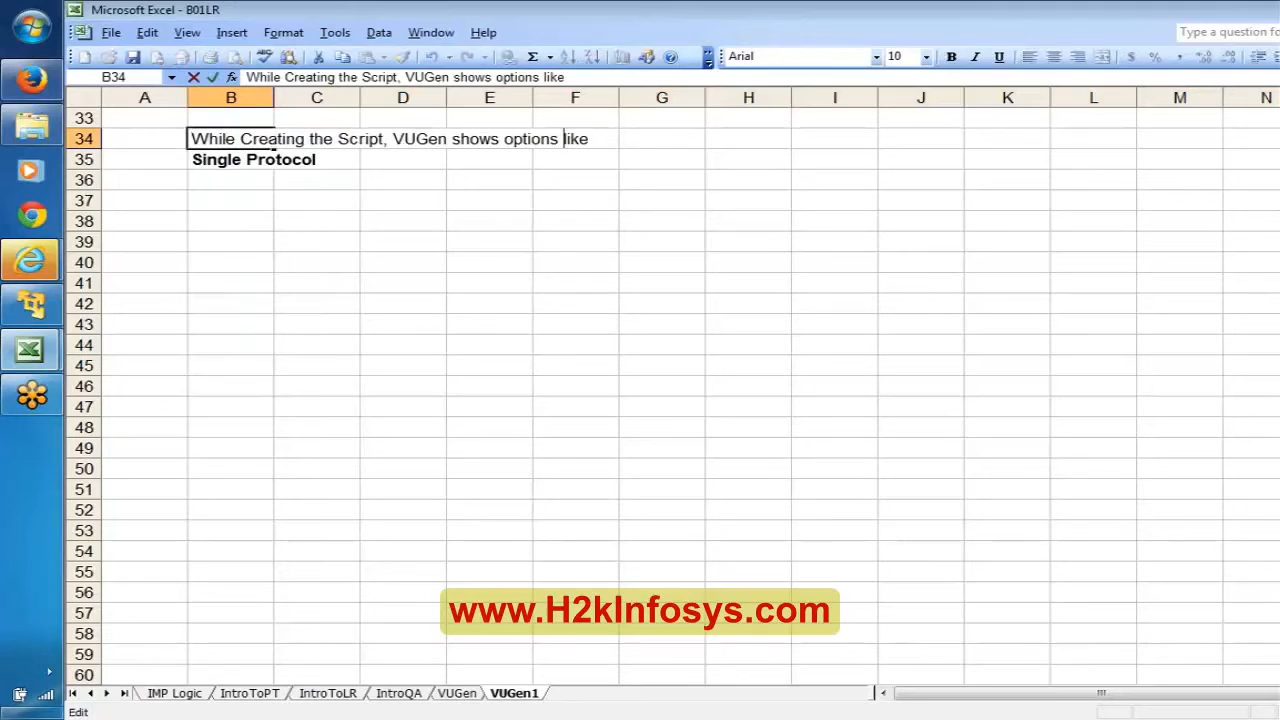 Microsoft Excel - B01LR
File Edit View Insert Format Tools Data Window Help
Type a question fo
Arial 10 B I U $ %
B34 fx While Creating the Script, VUGen shows options like
A B C D E F G H I J K L M N
33
34 While Creating the Script, VUGen shows options like
35 Single Protocol
36
37
38
39
40
41
42
43
44
45
46
47
48
49
50
51
52
53
54
55
56
57
58
59
60
www.H2kInfosys.com
IMP Logic IntroToPT IntroToLR IntroQA VUGen VUGen1
Edit